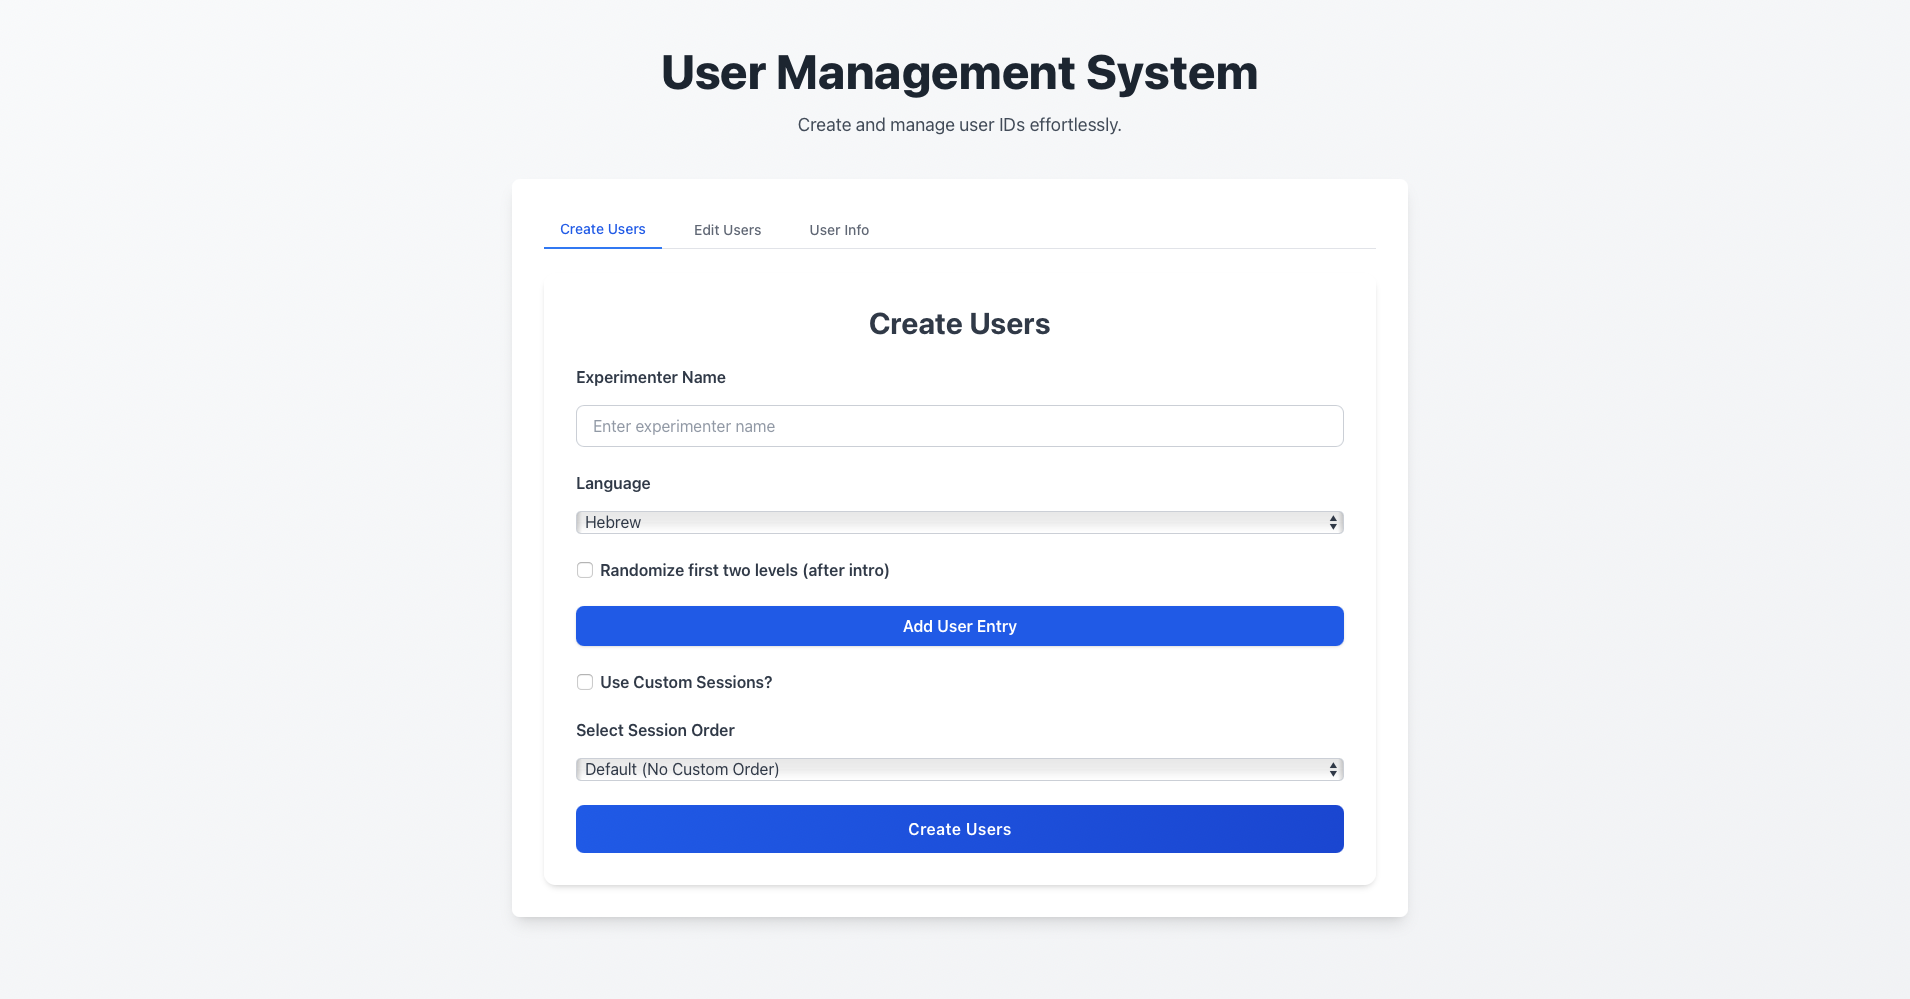 User Management System
Create and manage user IDs effortlessly.
Create Users
Edit Users
User Info
Create Users
Experimenter Name
Enter experimenter name
Language
Hebrew
Randomize first two levels (after intro)
Add User Entry
Use Custom Sessions?
Select Session Order
Default (No Custom Order)
Create Users